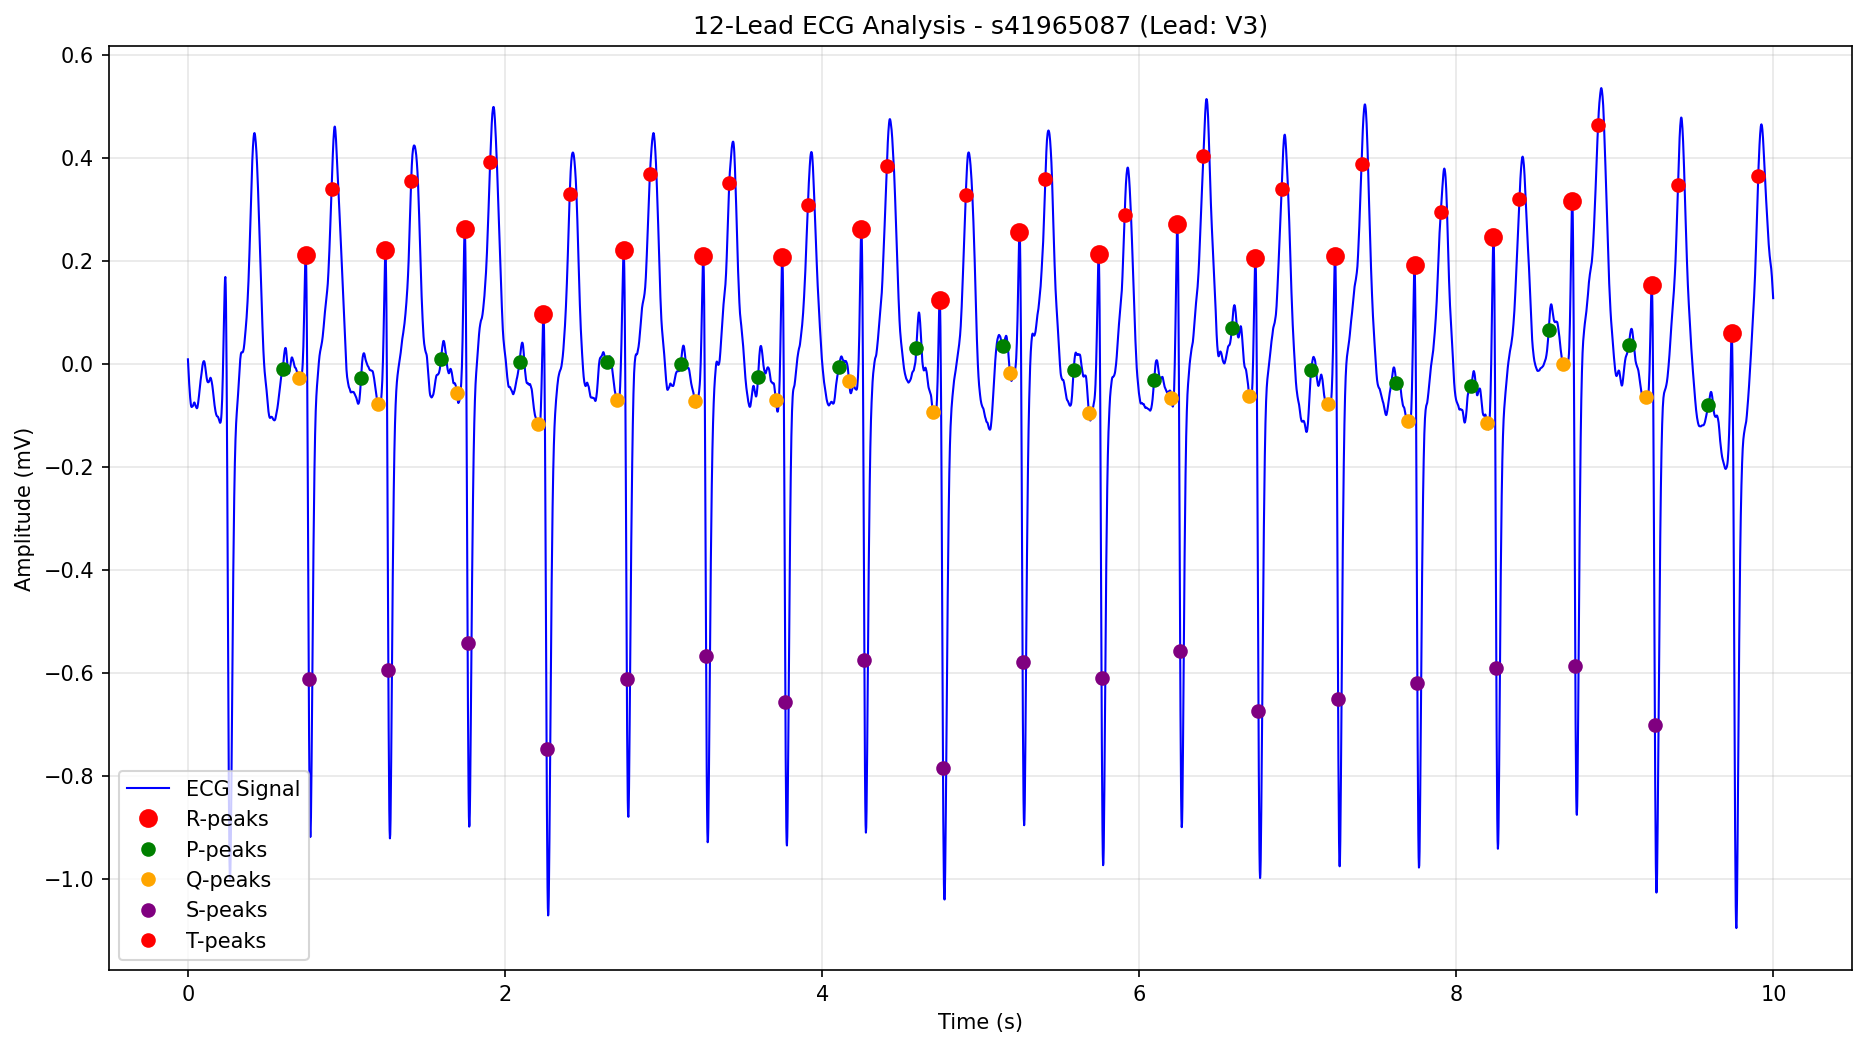 12-Lead ECG Analysis - s41965087 (Lead: V3)
Amplitude (mV)
0.6
0.4
0.2
0.0
−0.2
−0.4
−0.6
−0.8
−1.0
ECG Signal
R-peaks
P-peaks
Q-peaks
S-peaks
T-peaks
0 2 4 6 8 10
Time (s)